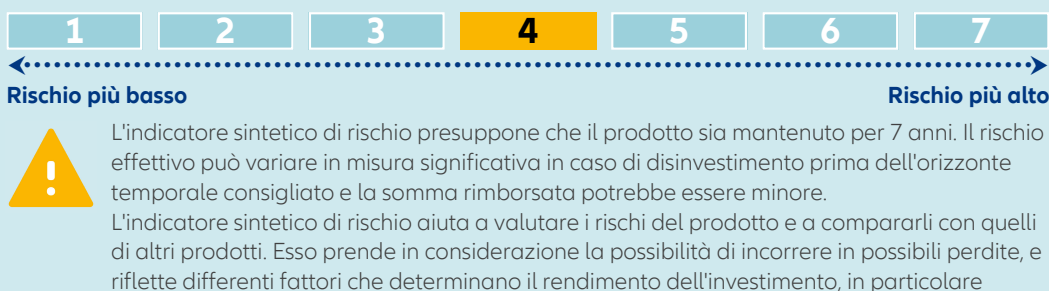 1 2 3 4 5 6 7
Rischio più basso Rischio più alto
L'indicatore sintetico di rischio presuppone che il prodotto sia mantenuto per 7 anni. Il rischio
effettivo può variare in misura significativa in caso di disinvestimento prima dell'orizzonte
temporale consigliato e la somma rimborsata potrebbe essere minore.
L'indicatore sintetico di rischio aiuta a valutare i rischi del prodotto e a compararli con quelli
di altri prodotti. Esso prende in considerazione la possibilità di incorrere in possibili perdite, e
riflette differenti fattori che determinano il rendimento dell'investimento, in particolare